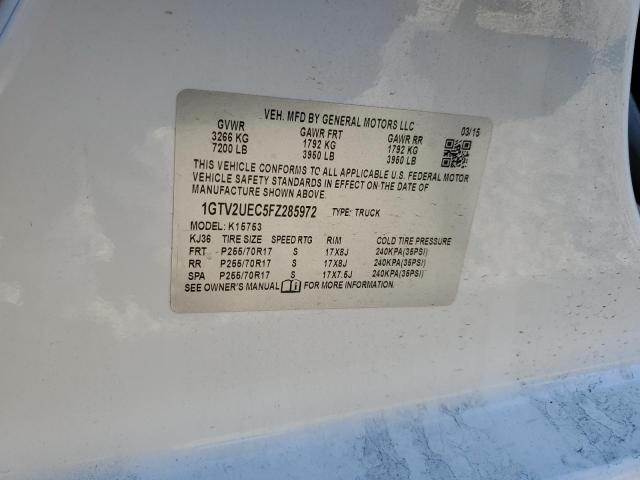 VEH. MFD BY GENERAL MOTORS LLC
GVWR GAWR FRT GAWR RR 03/15
3266 KG 1792 KG 1792 KG
7200 LB 3950 LB 3950 LB
THIS VEHICLE CONFORMS TO ALL APPLICABLE U.S. FEDERAL MOTOR
VEHICLE SAFETY STANDARDS IN EFFECT ON THE DATE OF
MANUFACTURE SHOWN ABOVE.
1GTV2UEC5FZ285972 TYPE: TRUCK
MODEL: K15753
KJ36 TIRE SIZE SPEED RTG RIM COLD TIRE PRESSURE
FRT P255/70R17 S 17X8J 240KPA(35PSI)
RR P255/70R17 S 17X8J 240KPA(35PSI)
SPA P255/70R17 S 17X7.5J 240KPA(35PSI)
SEE OWNER'S MANUAL FOR MORE INFORMATION.